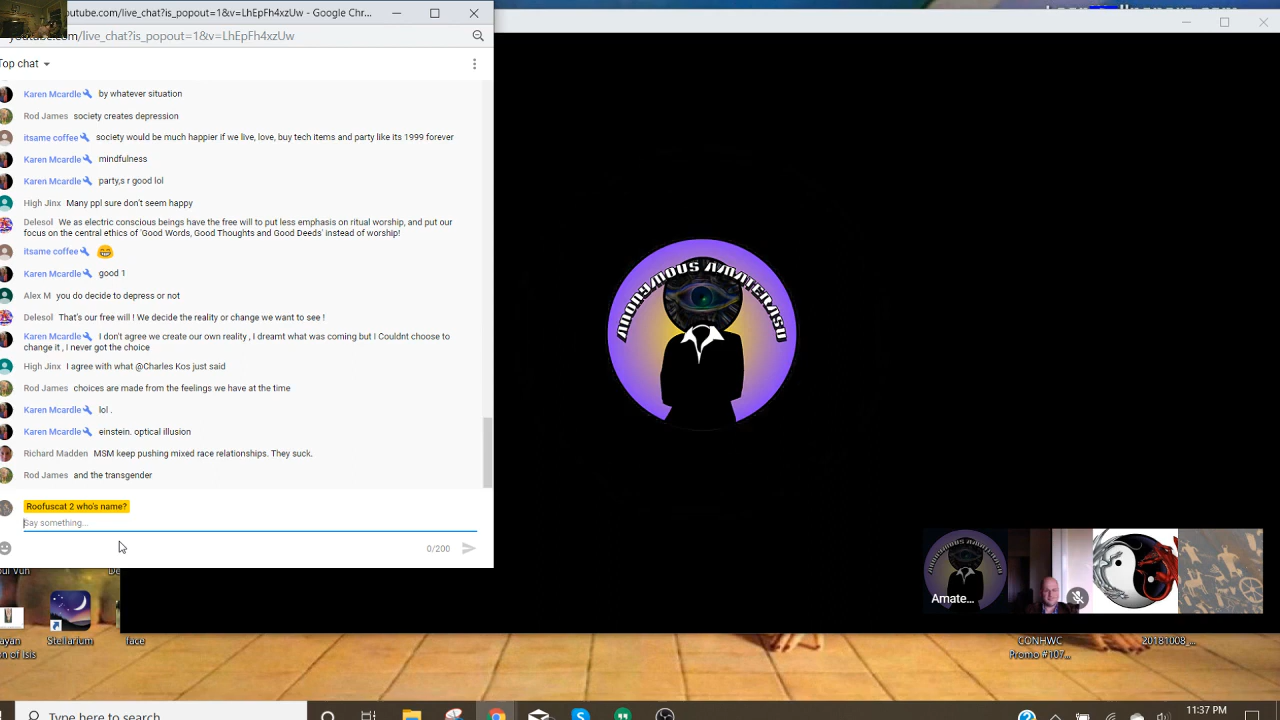 outube.com/live_chat?is_popout=1&v=LhEpFh4xzUw - Google Chr...
youtube.com/live_chat?is_popout=1&v=LhEpFh4xzUw
Top chat
Karen Mcardle by whatever situation
Rod James society creates depression
itsame coffee society would be much happier if we live, love, buy tech items and party like its 1999 forever
Karen Mcardle mindfulness
Karen Mcardle party,s r good lol
High Jinx Many ppl sure don't seem happy
Delesol We as electric conscious beings have the free will to put less emphasis on ritual worship, and put our
focus on the central ethics of 'Good Words, Good Thoughts and Good Deeds' instead of worship!
itsame coffee
Karen Mcardle good 1
Alex M you do decide to depress or not
Delesol That's our free will ! We decide the reality or change we want to see !
Karen Mcardle I don't agree we create our own reality , I dreamt what was coming but I Couldnt choose to
change it , I never got the choice
High Jinx I agree with what @Charles Kos just said
Rod James choices are made from the feelings we have at the time
Karen Mcardle lol .
Karen Mcardle einstein. optical illusion
Richard Madden MSM keep pushing mixed race relationships. They suck.
Rod James and the transgender
Roofuscat 2 who's name?
Say something...
0/200
ANONYMOUS AMATERASU
Amate...
Stellarium
face
ayan
on of Isis
CONHWC
Promo #107...
20181008_...
Type here to search
11:37 PM